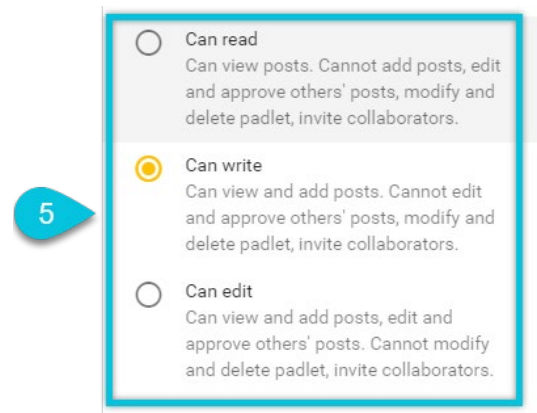 Can read
Can view posts. Cannot add posts, edit
and approve others' posts, modify and
delete padlet, invite collaborators.
Can write
Can view and add posts. Cannot edit
and approve others' posts, modify and
delete padlet, invite collaborators.
5
Can edit
Can view and add posts, edit and
approve others' posts. Cannot modify
and delete padlet, invite collaborators.